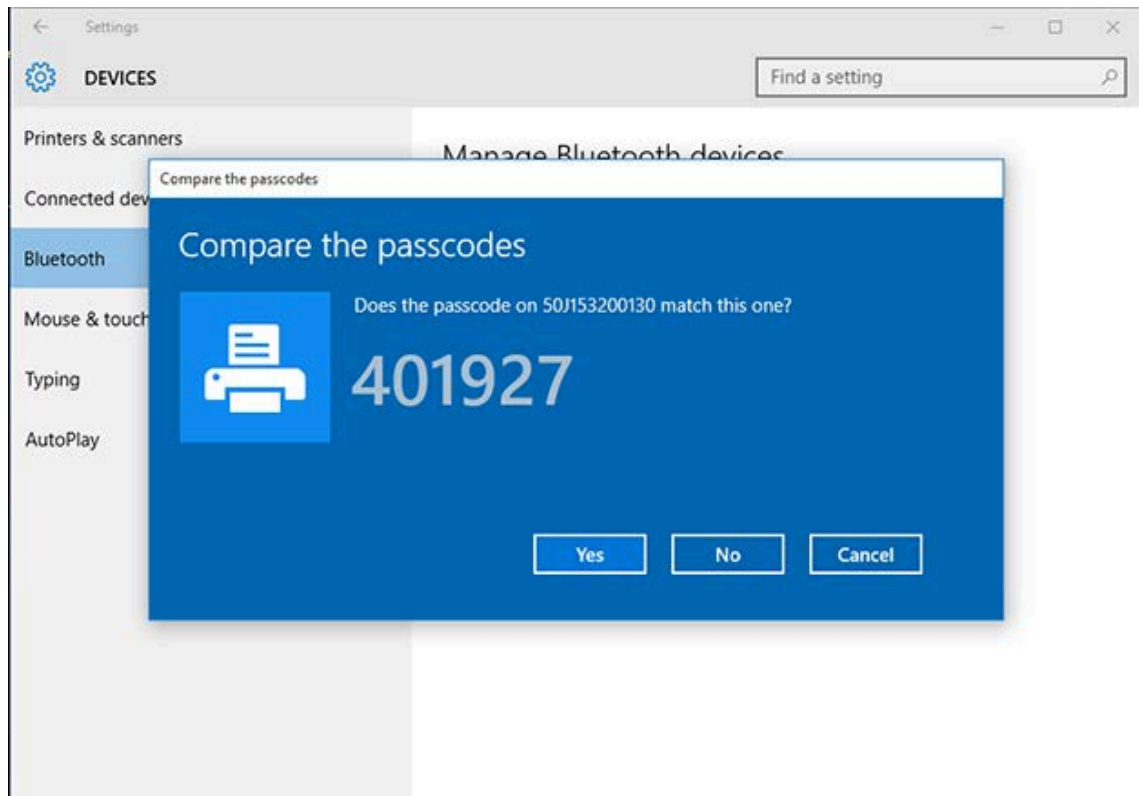 Settings
DEVICES
Find a setting
Printers & scanners
Manage Bluetooth devices
Connected dev
Bluetooth
Mouse & touch
Typing
AutoPlay
Compare the passcodes
Compare the passcodes
Does the passcode on 50J153200130 match this one?
401927
Yes No Cancel